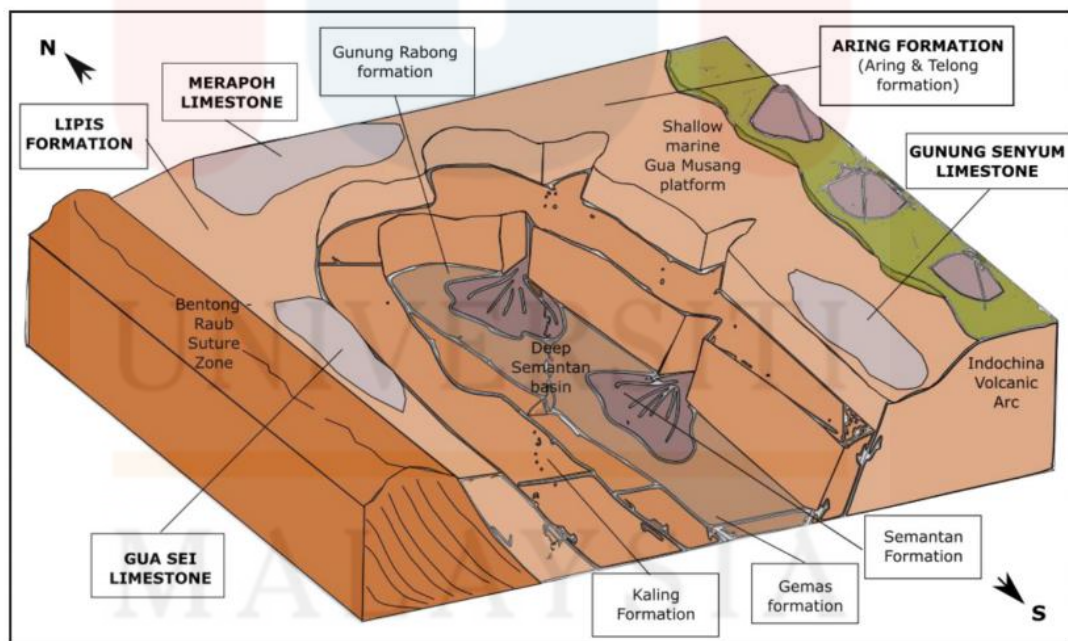 N
Gunung Rabong
formation
ARING FORMATION
(Aring & Telong
formation)
MERAPOH
LIMESTONE
LIPIS
FORMATION
Shallow
marine
Gua Musang
platform
GUNUNG SENYUM
LIMESTONE
Bentong -
Raub
Suture
Zone
Deep
Semantan
basin
Indochina
Volcanic
Arc
UNIVERSITI
GUA SEI
LIMESTONE
Semantan
Formation
Kaling
Formation
Gemas
formation
S
MALAYSIA